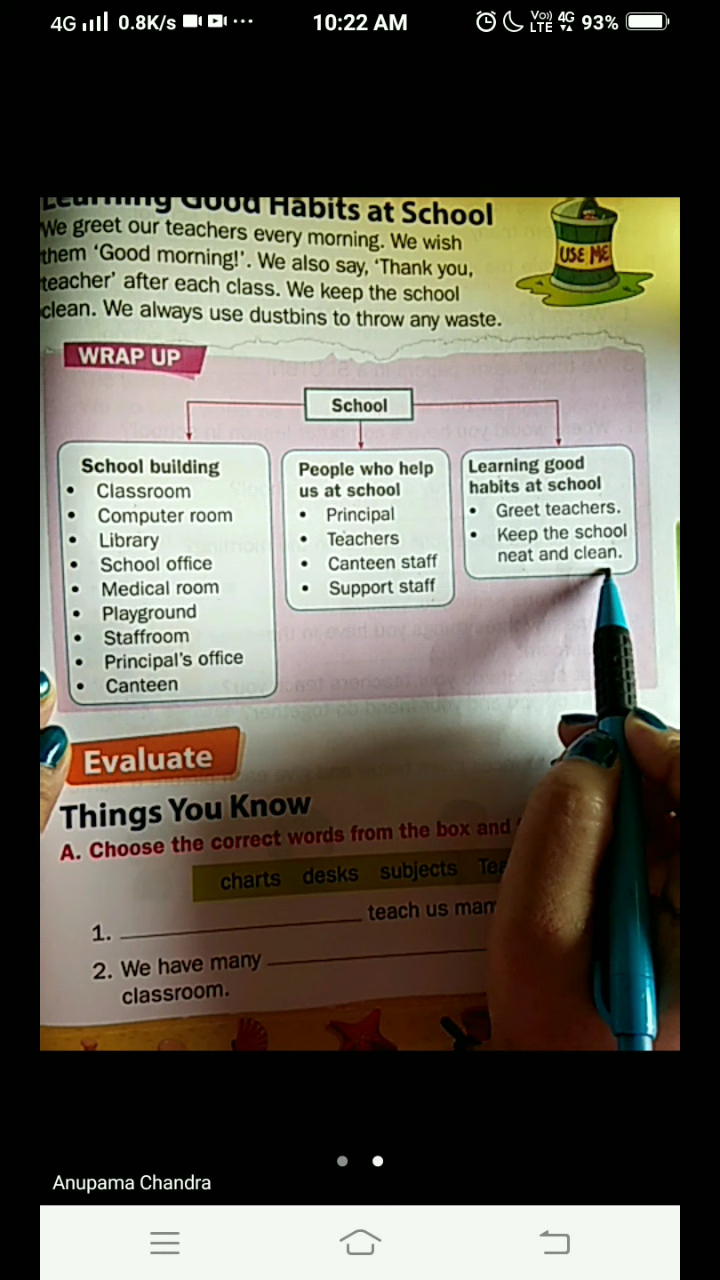 4G 0.8K/s ... 10:22 AM Vo) LTE 4G 93%
Learning Good Habits at School
We greet our teachers every morning. We wish
them ‘Good morning!’. We also say, ‘Thank you,
teacher’ after each class. We keep the school
clean. We always use dustbins to throw any waste.
USE ME
WRAP UP
School
School building
• Classroom
• Computer room
• Library
• School office
• Medical room
• Playground
• Staffroom
• Principal's office
• Canteen
People who help
us at school
• Principal
• Teachers
• Canteen staff
• Support staff
Learning good
habits at school
• Greet teachers.
• Keep the school
neat and clean.
Evaluate
Things You Know
A. Choose the correct words from the box and
charts desks subjects
1. ____ teach us
2. We have many ____
classroom.
Anupama Chandra